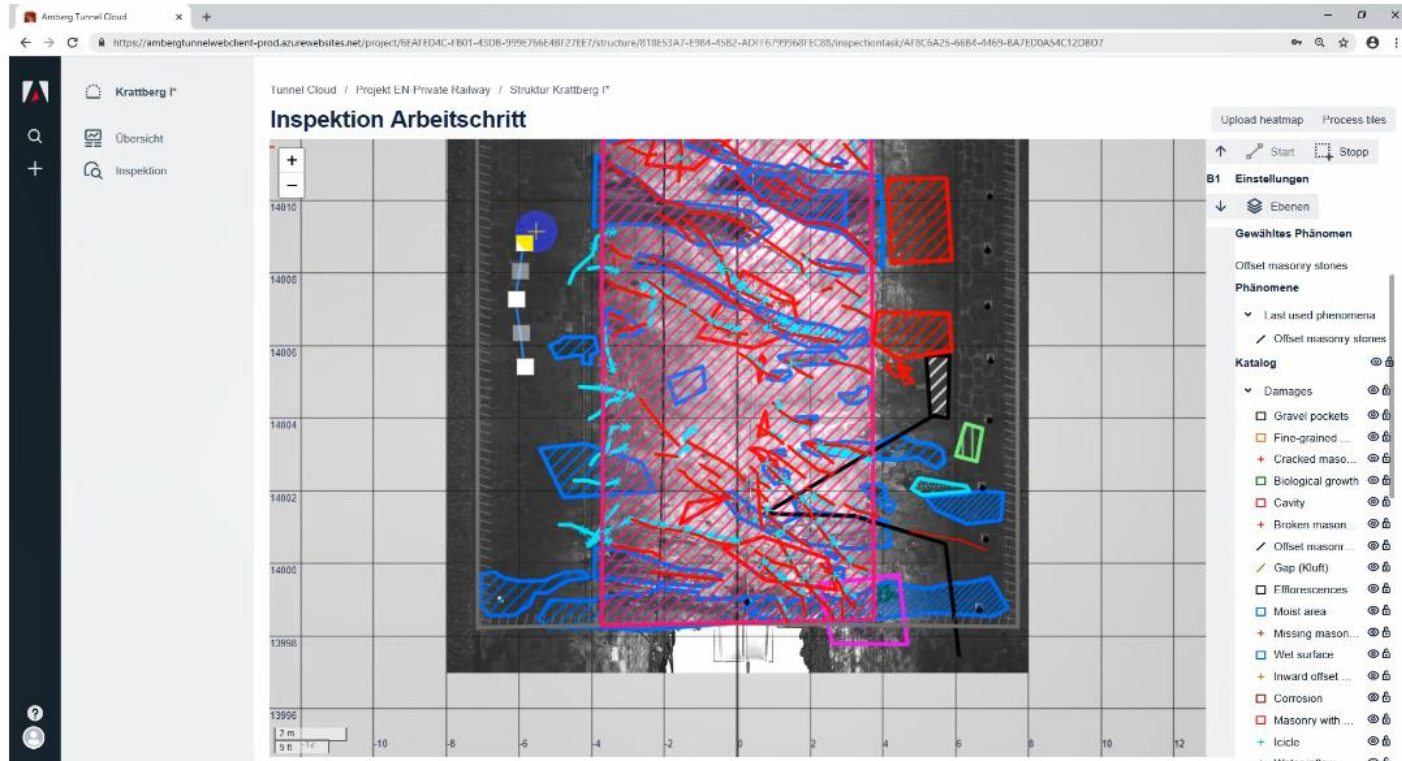 Amberg Tunnel Cloud
https://ambergtunnelwebclient-prod.azurewebsites.net/project/6EAFED4C-FB01-43DB-999E766E4BF27EE7/structure/818E53A7-E984-45B2-ADFF6799968FEC88/inspectiontask/AF8C6A25-66B4-4469-BA7ED0A54C12DBD7
Krattberg I*
Übersicht
Inspektion
Tunnel Cloud / Projekt EN-Private Railway / Struktur Krattberg I*
Inspektion Arbeitschritt
Upload heatmap Process tiles
Start Stopp
B1 Einstellungen
Ebenen
Gewähltes Phänomen
Offset masonry stones
Phänomene
Last used phenomena
Offset masonry stones
Katalog
Damages
Gravel pockets
Fine-grained ...
Cracked maso...
Biological growth
Cavity
Broken mason...
Offset masonr...
Gap (Kluft)
Efflorescences
Moist area
Missing mason...
Wet surface
Inward offset ...
Corrosion
Masonry with ...
Icicle
+
−
14010
14008
14006
14004
14002
14000
13998
13996
2 m
5 ft
-12 -10 -8 -6 -4 -2 0 2 4 6 8 10 12